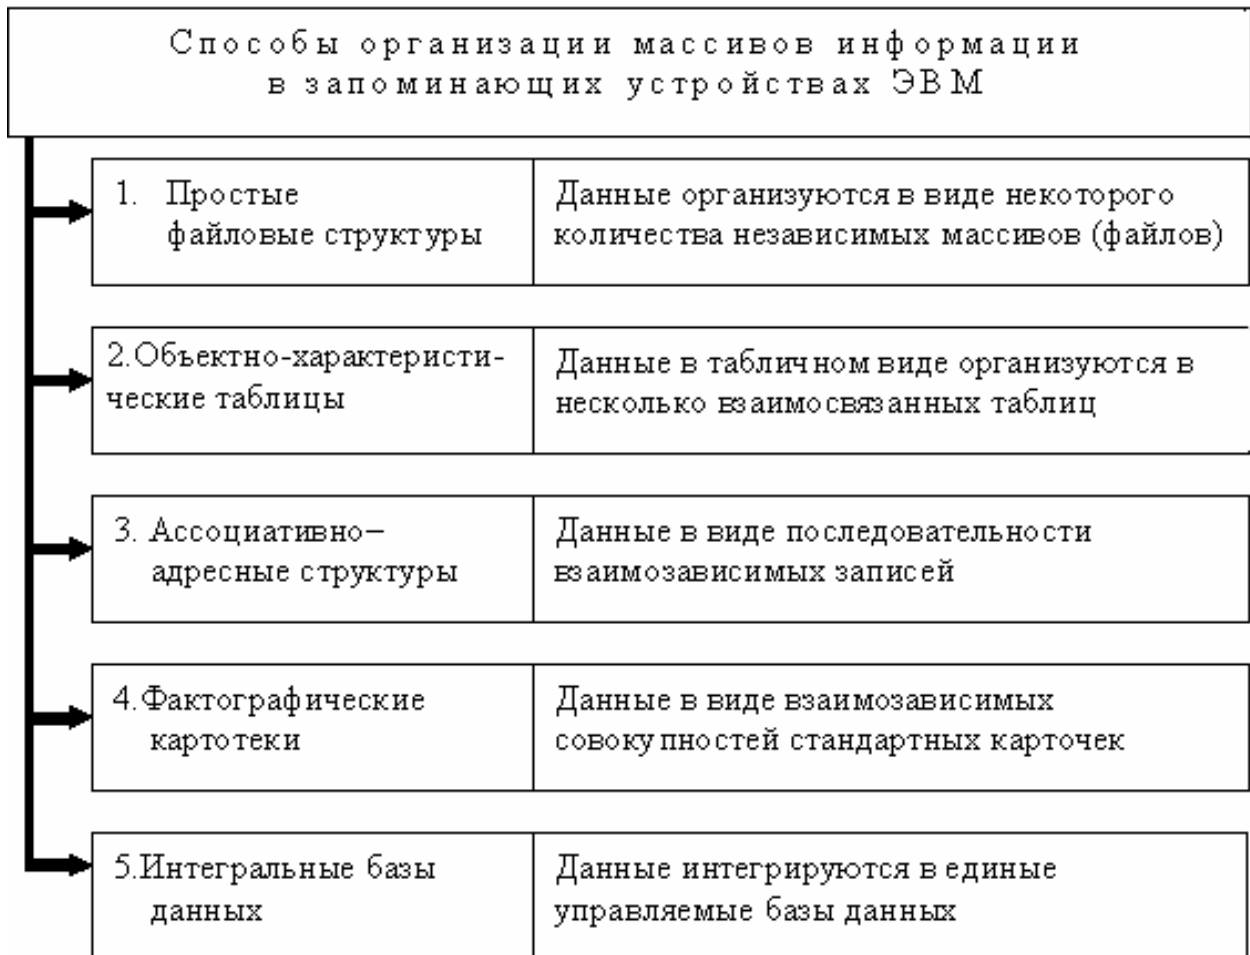 Способы организации массивов информации
в запоминающих устройствах ЭВМ
1. Простые
файловые структуры
Данные организуются в виде некоторого
количества независимых массивов (файлов)
2.Объектно-характеристи-
ческие таблицы
Данные в табличном виде организуются в
несколько взаимосвязанных таблиц
3. Ассоциативно–
адресные структуры
Данные в виде последовательности
взаимозависимых записей
4.Фактографические
картотеки
Данные в виде взаимозависимых
совокупностей стандартных карточек
5.Интегральные базы
данных
Данные интегрируются в единые
управляемые базы данных